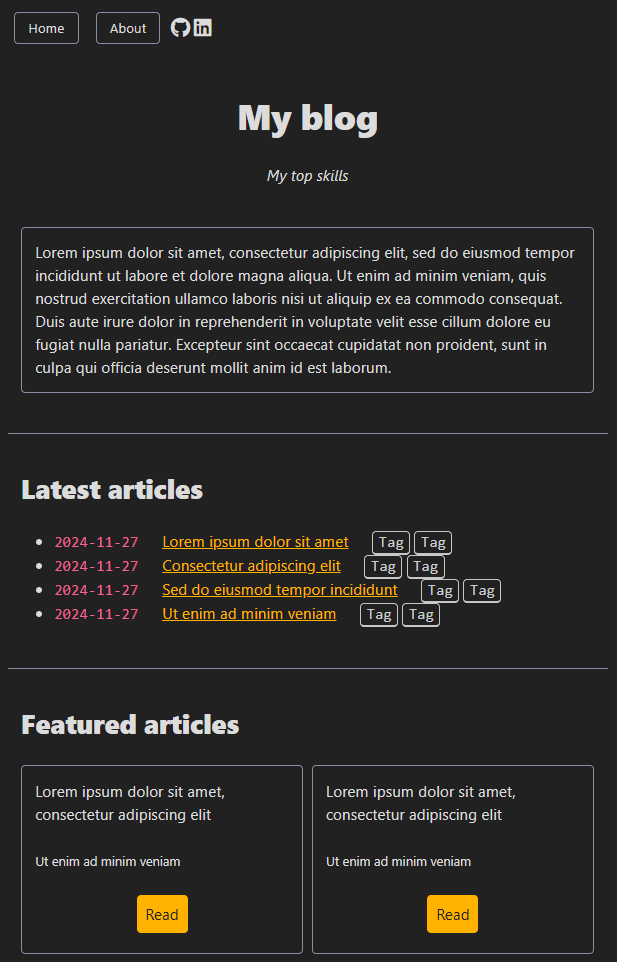 Home About
My blog
My top skills
Lorem ipsum dolor sit amet, consectetur adipiscing elit, sed do eiusmod tempor
incididunt ut labore et dolore magna aliqua. Ut enim ad minim veniam, quis
nostrud exercitation ullamco laboris nisi ut aliquip ex ea commodo consequat.
Duis aute irure dolor in reprehenderit in voluptate velit esse cillum dolore eu
fugiat nulla pariatur. Excepteur sint occaecat cupidatat non proident, sunt in
culpa qui officia deserunt mollit anim id est laborum.
Latest articles
2024-11-27 Lorem ipsum dolor sit amet Tag Tag
2024-11-27 Consectetur adipiscing elit Tag Tag
2024-11-27 Sed do eiusmod tempor incididunt Tag Tag
2024-11-27 Ut enim ad minim veniam Tag Tag
Featured articles
Lorem ipsum dolor sit amet,
consectetur adipiscing elit
Ut enim ad minim veniam
Read
Lorem ipsum dolor sit amet,
consectetur adipiscing elit
Ut enim ad minim veniam
Read